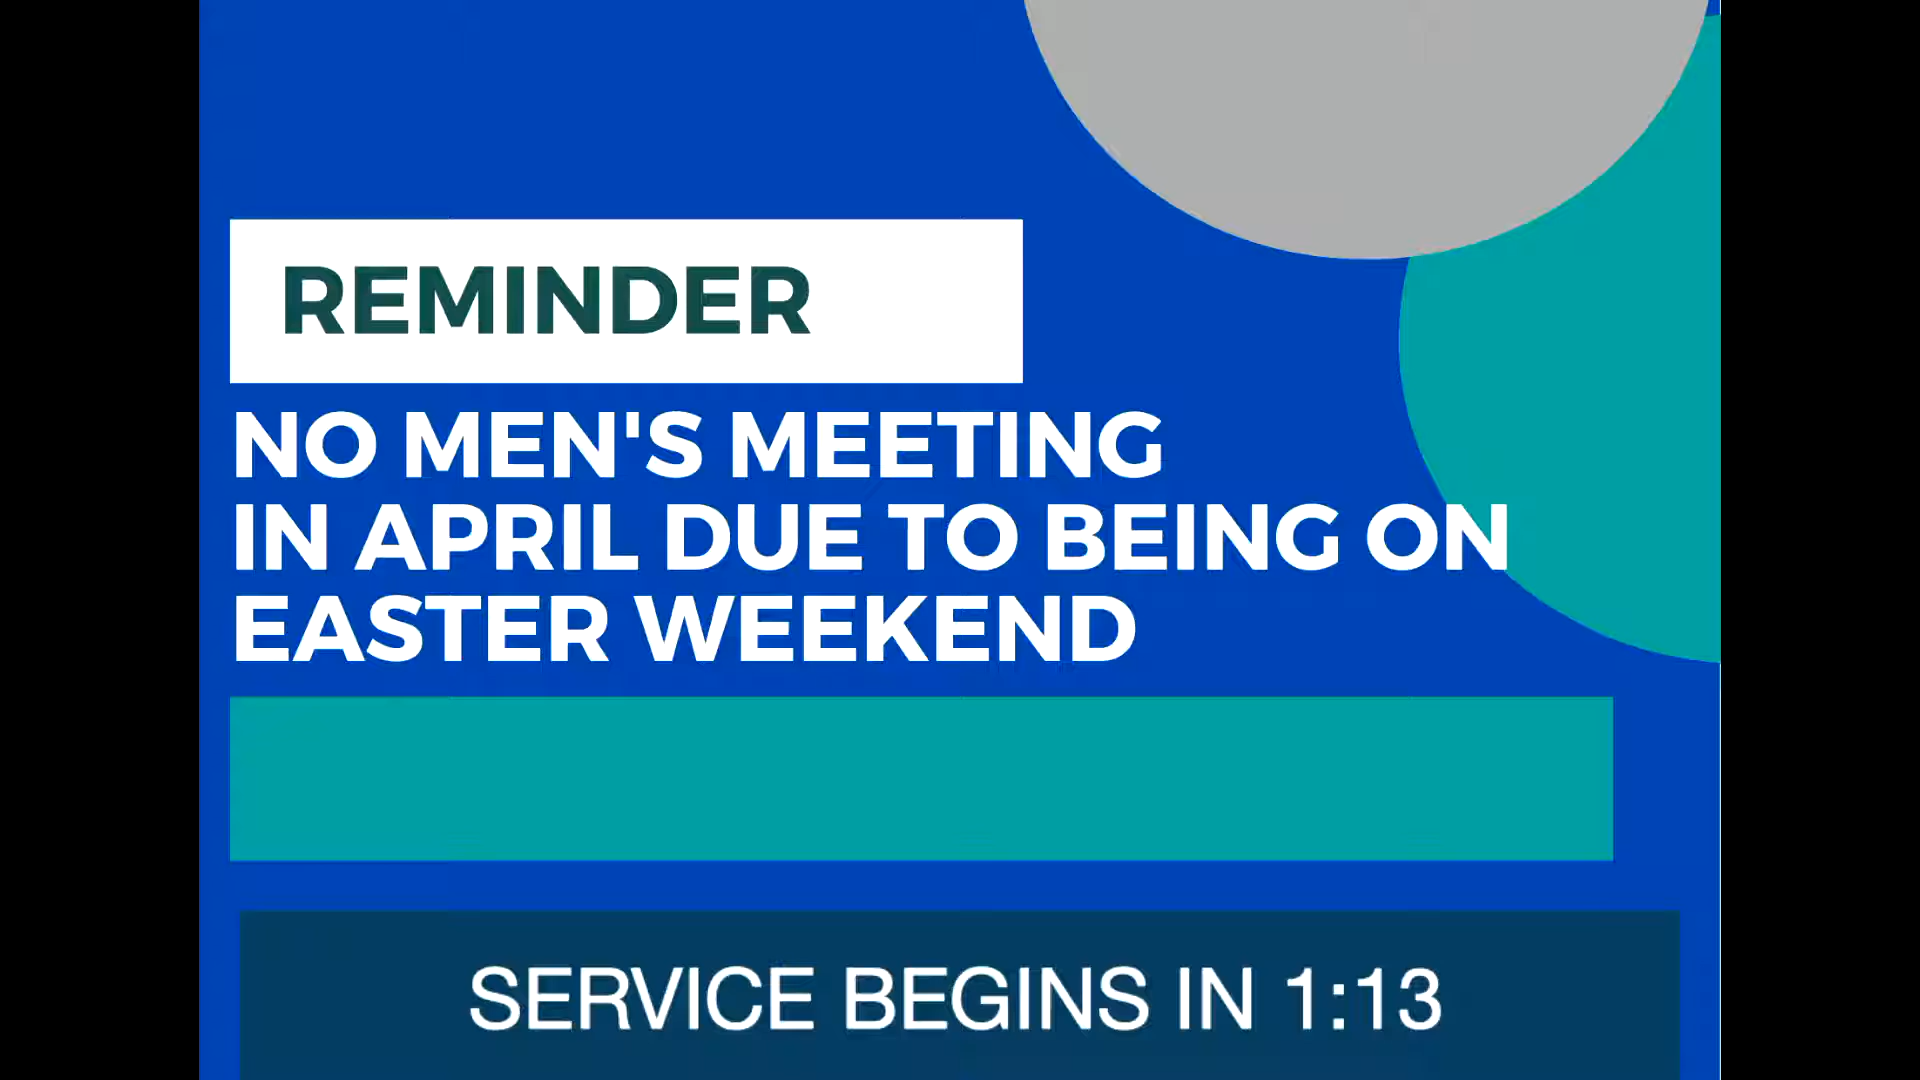 REMINDER
NO MEN'S MEETING
IN APRIL DUE TO BEING ON
EASTER WEEKEND
SERVICE BEGINS IN 1:13